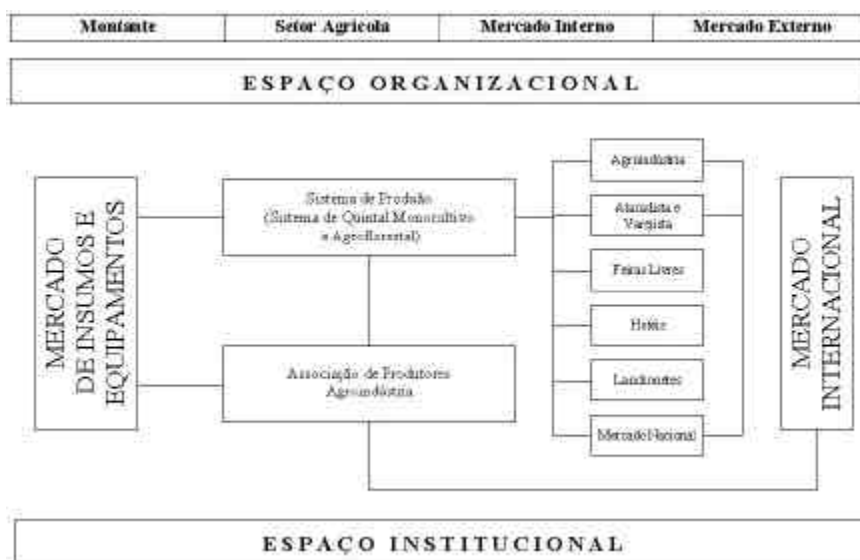 Montante Setor Agrícola Mercado Interno Mercado Externo
ESPAÇO ORGANIZACIONAL
MERCADO
DE INSUMOS E
EQUIPAMENTOS
Sistema de Produão
(Sistema de Quintal Monocultivo
e Agroflorestal)
Associação de Produtores
Agroindústria
Agroindústria
Atacadista e
Varejista
Feiras Livres
Hotéis
Lanchonetes
Mercado Nacional
MERCADO
INTERNACIONAL
ESPAÇO INSTITUCIONAL